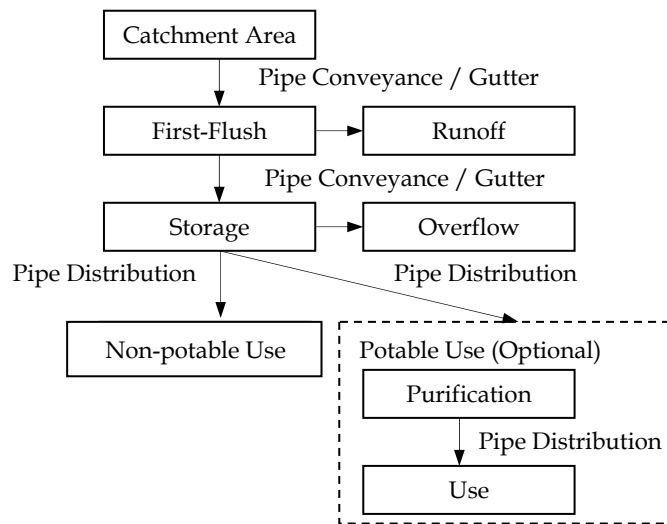 Catchment Area
Pipe Conveyance / Gutter
First-Flush
Runoff
Pipe Conveyance / Gutter
Storage
Overflow
Pipe Distribution
Pipe Distribution
Non-potable Use
Potable Use (Optional)
Purification
Pipe Distribution
Use